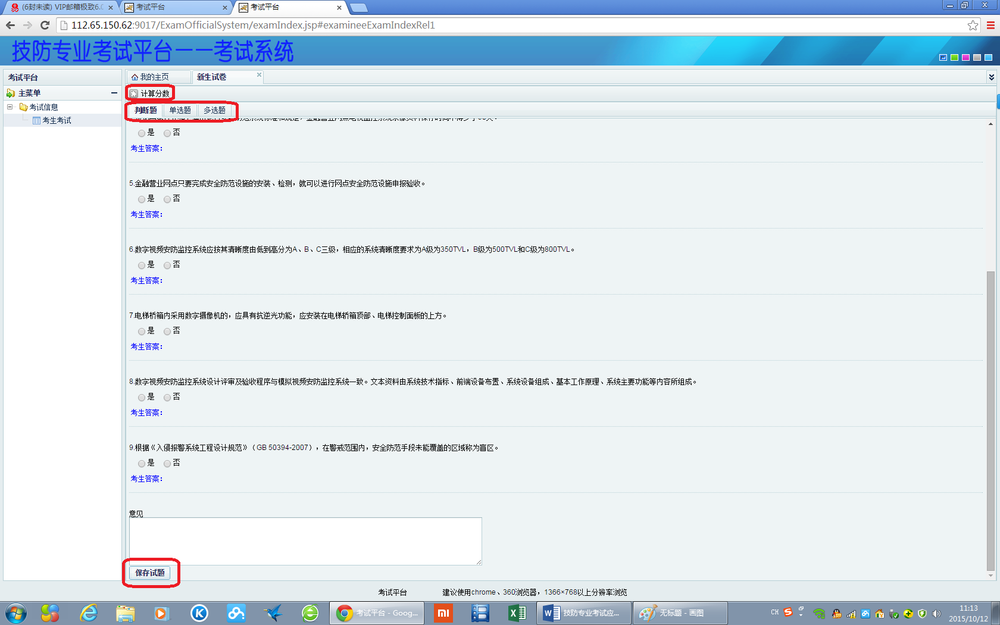 (6封未读) VIP邮箱极致6.0
考试平台
考试平台
112.65.150.62:9017/ExamOfficialSystem/examIndex.jsp#examineeExamIndexRel1
技防专业考试平台——考试系统
考试平台
主菜单
考试信息
考生考试
我的主页
新生试卷
计算分数
判断题 单选题 多选题
是 否
考生答案：
5.金融营业网点只要完成安全防范设施的安装、检测，就可以进行网点安全防范设施申报验收。
是 否
考生答案：
6.数字视频安防监控系统应按其清晰度由低到高分为A、B、C三级，相应的系统清晰度要求为A级为350TVL，B级为500TVL和C级为800TVL。
是 否
考生答案：
7.电梯桥箱内采用数字摄像机的，应具有抗逆光功能，应安装在电梯轿箱顶部、电梯控制面板的上方。
是 否
考生答案：
8.数字视频安防监控系统设计评审及验收程序与模拟视频安防监控系统一致。文本资料由系统技术指标、前端设备布置、系统设备组成、基本工作原理、系统主要功能等内容所组成。
是 否
考生答案：
9.根据《入侵报警系统工程设计规范》（GB 50394-2007），在警戒范围内，安全防范手段未能覆盖的区域称为盲区。
是 否
考生答案：
意见
保存试题
考试平台 建议使用chrome、360浏览器，1366×768以上分辨率浏览
考试平台 - Goog...
技防专业考试应...
无标题 - 画图
CH
11:13
2015/10/12